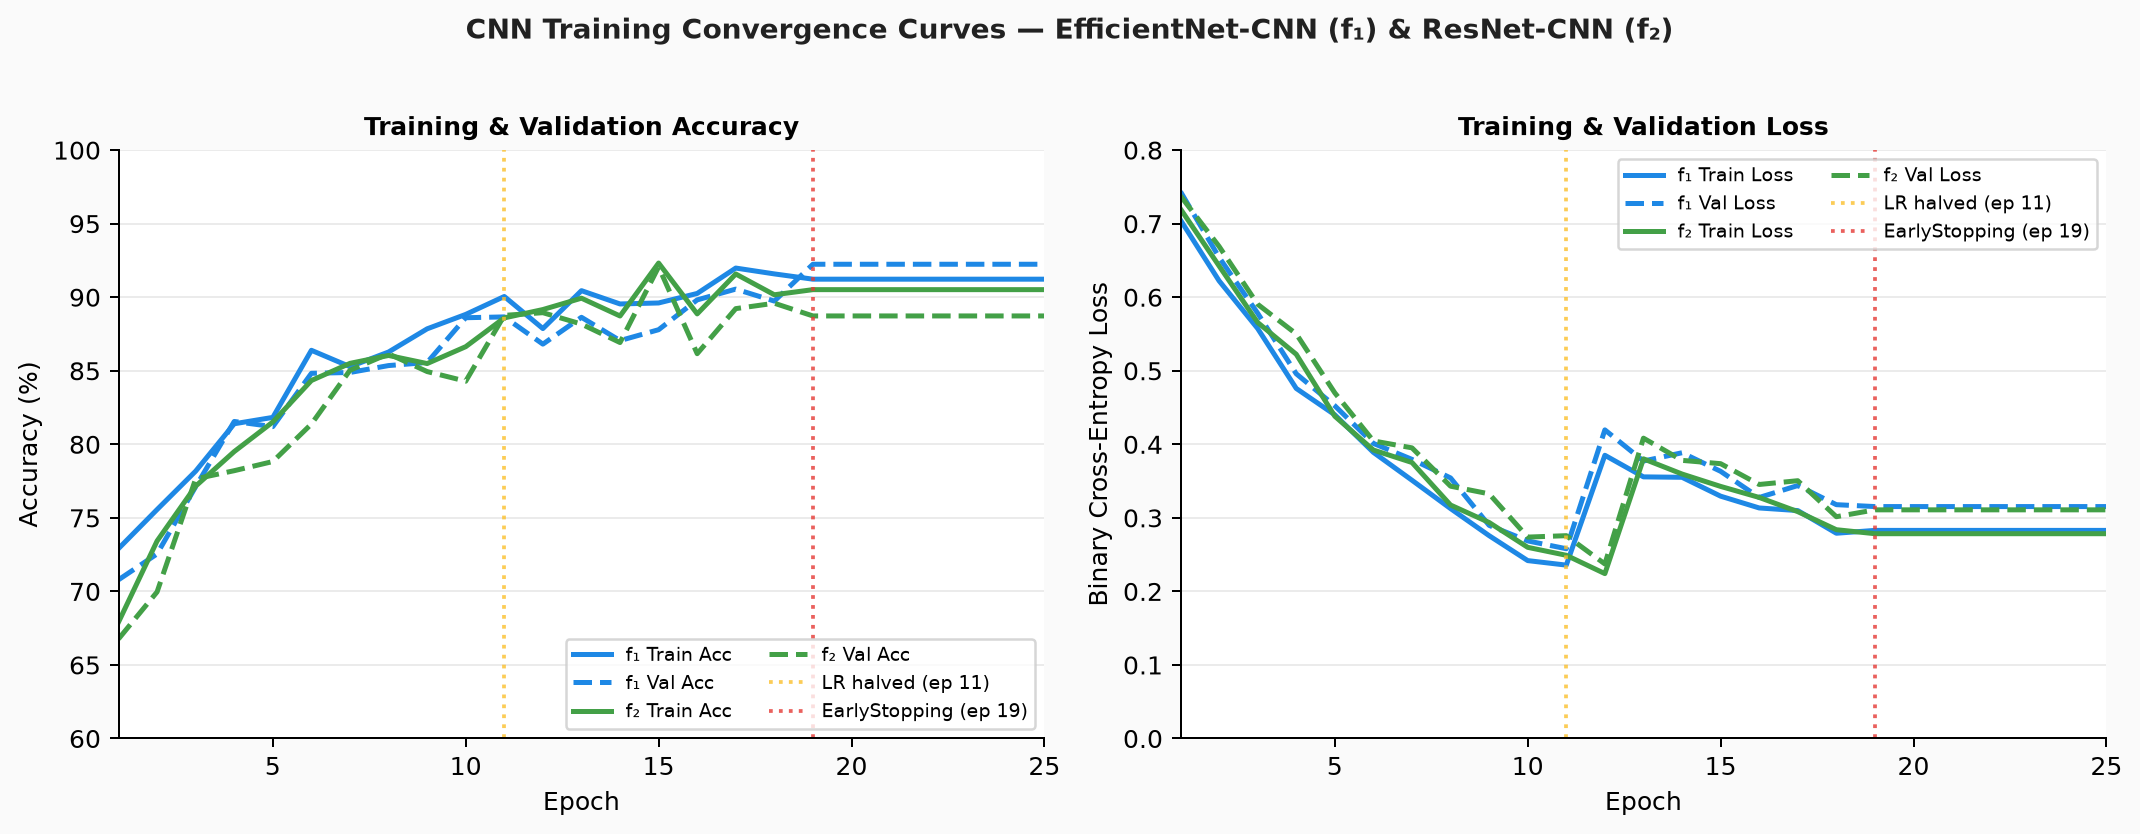 CNN Training Convergence Curves — EfficientNet-CNN (f₁) & ResNet-CNN (f₂)
Training & Validation Accuracy
100
95
90
85
80
75
70
65
60
Accuracy (%)
5 10 15 20 25
Epoch
f₁ Train Acc
f₁ Val Acc
f₂ Train Acc
f₂ Val Acc
LR halved (ep 11)
EarlyStopping (ep 19)
Training & Validation Loss
0.8
0.7
0.6
0.5
0.4
0.3
0.2
0.1
0.0
Binary Cross-Entropy Loss
5 10 15 20 25
Epoch
f₁ Train Loss
f₁ Val Loss
f₂ Train Loss
f₂ Val Loss
LR halved (ep 11)
EarlyStopping (ep 19)